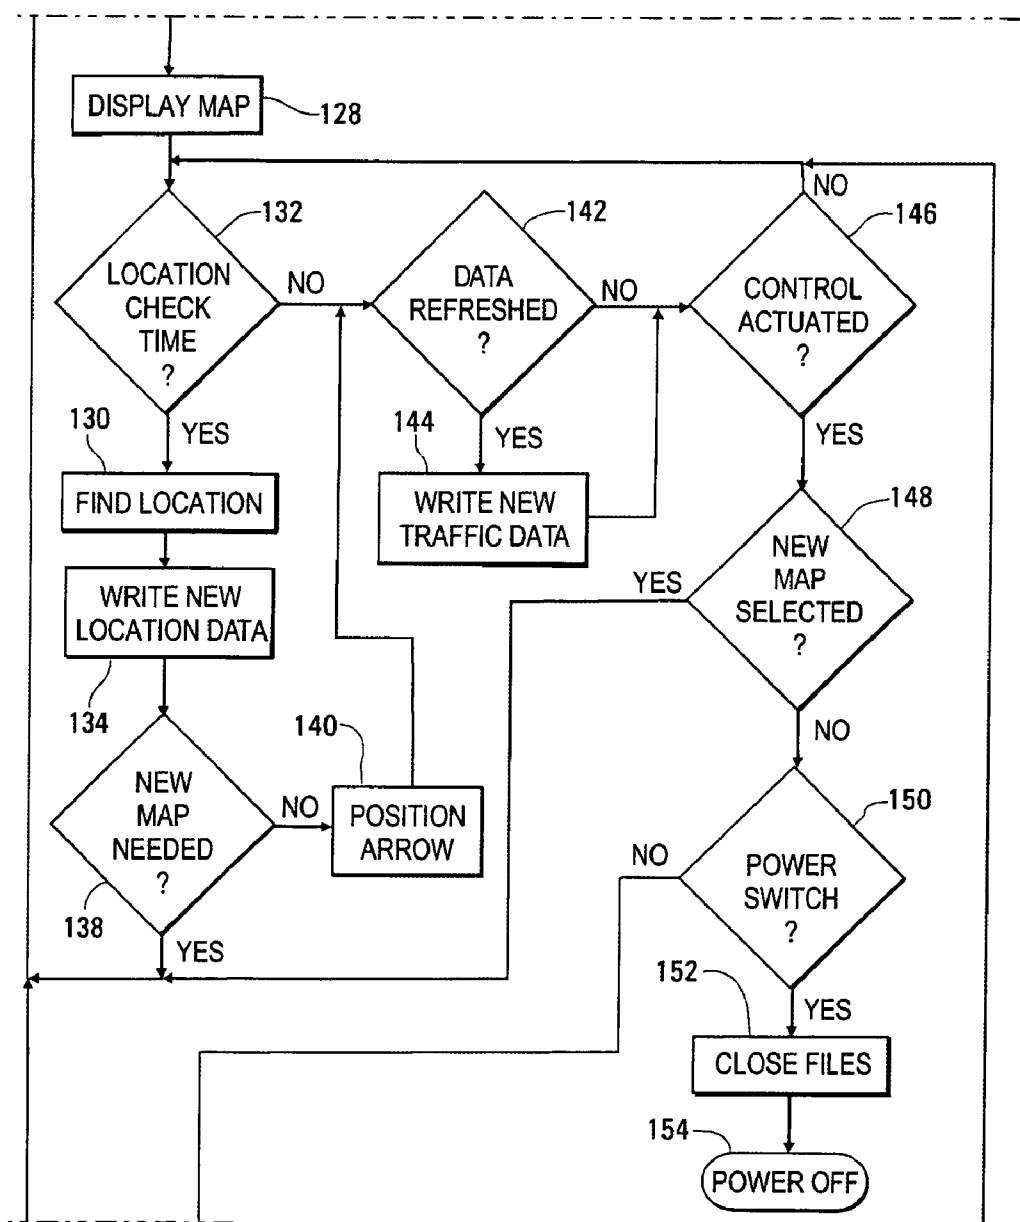 DISPLAY MAP
128
NO
132
142
146
LOCATION
CHECK
TIME
?
NO
DATA
REFRESHED
?
NO
CONTROL
ACTUATED
?
130
YES
144
YES
YES
FIND LOCATION
WRITE NEW
TRAFFIC DATA
148
NEW
MAP
SELECTED
?
YES
WRITE NEW
LOCATION DATA
134
140
NO
NEW
MAP
NEEDED
?
NO
POSITION
ARROW
150
NO
POWER
SWITCH
?
138
YES
152
YES
CLOSE FILES
154
POWER OFF